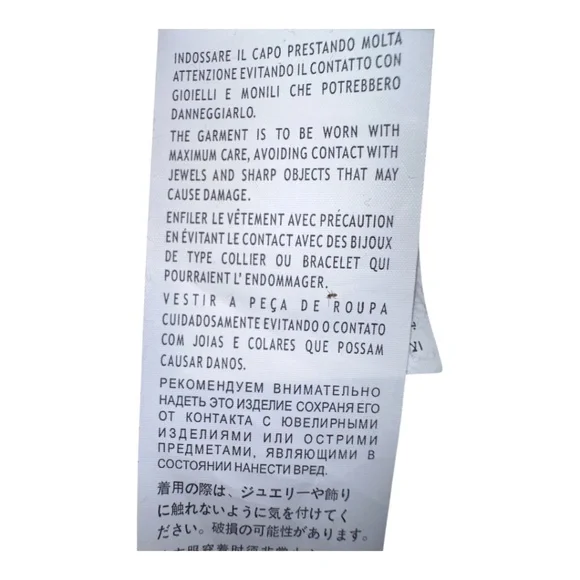 INDOSSARE IL CAPO PRESTANDO MOLTA
ATTENZIONE EVITANDO IL CONTATTO CON
GIOIELLI E MONILI CHE POTREBBERO
DANNEGGIARLO.
THE GARMENT IS TO BE WORN WITH
MAXIMUM CARE, AVOIDING CONTACT WITH
JEWELS AND SHARP OBJECTS THAT MAY
CAUSE DAMAGE.
ENFILER LE VÊTEMENT AVEC PRÉCAUTION
EN ÉVITANT LE CONTACT AVEC DES BIJOUX
DE TYPE COLLIER OU BRACELET QUI
POURRAIENT L' ENDOMMAGER.
VESTIR A PEÇA DE ROUPA
CUIDADOSAMENTE EVITANDO O CONTATO
COM JOIAS E COLARES QUE POSSAM
CAUSAR DANOS.
РЕКОМЕНДУЕМ ВНИМАТЕЛЬНО
НАДЕТЬ ЭТО ИЗДЕЛИЕ СОХРАНЯ ЕГО
ОТ КОНТАКТА С ЮВЕЛИРНЫМИ
ИЗДЕЛИЯМИ ИЛИ ОСТРИМИ
ПРЕДМЕТАМИ, ЯВЛЯЮЩИМИ В
СОСТОЯНИИ НАНЕСТИ ВРЕД.
着用の際は、ジュエリーや飾り
に触れないように気を付けてく
ださい。破損の可能性があります。